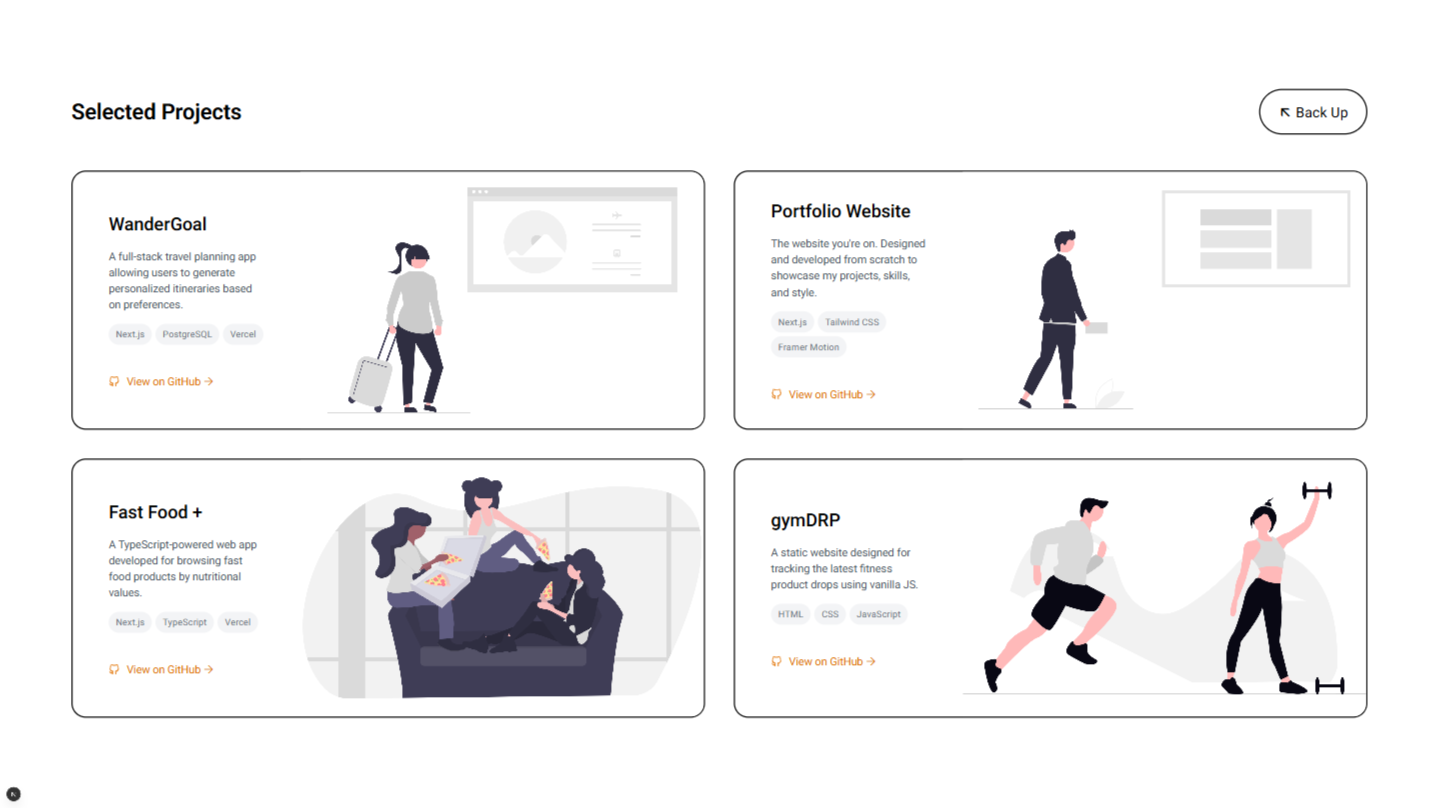 Selected Projects
Back Up
WanderGoal
A full-stack travel planning app
allowing users to generate
personalized itineraries based
on preferences.
Next.js PostgreSQL Vercel
View on GitHub →
Portfolio Website
The website you're on. Designed
and developed from scratch to
showcase my projects, skills,
and style.
Next.js Tailwind CSS
Framer Motion
View on GitHub →
Fast Food +
A TypeScript-powered web app
developed for browsing fast
food products by nutritional
values.
Next.js TypeScript Vercel
View on GitHub →
gymDRP
A static website designed for
tracking the latest fitness
product drops using vanilla JS.
HTML CSS JavaScript
View on GitHub →